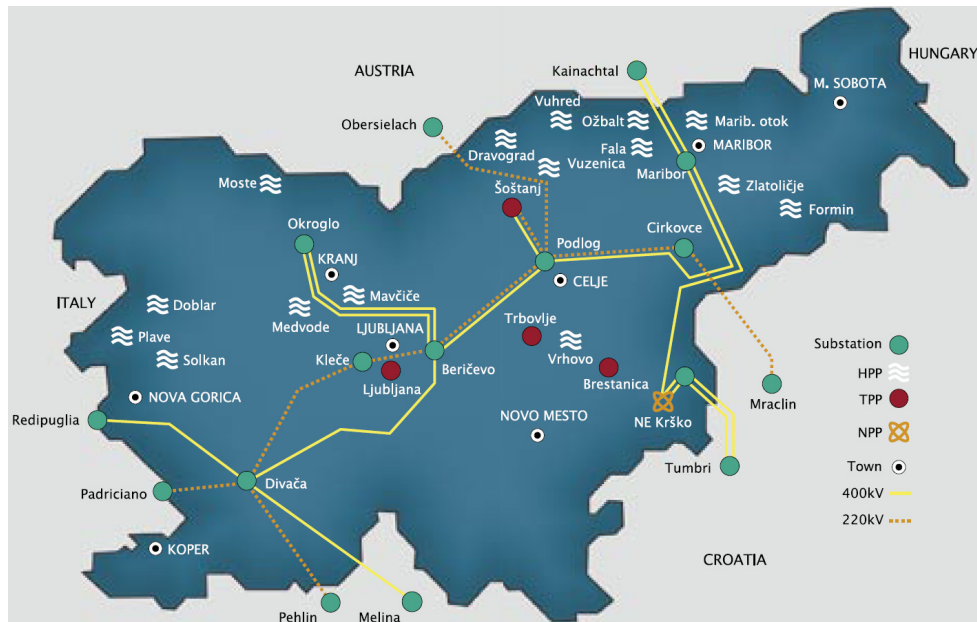 HUNGARY
AUSTRIA
Kainachtal
M. SOBOTA
Vuhred
Obersielach
Ožbalt
Marib. otok
Dravograd
Fala
MARIBOR
Vuzenica
Maribor
Moste
Šoštanj
Zlatoličje
Formin
Okroglo
Cirkovce
Podlog
KRANJ
CELJE
ITALY
Doblar
Mavčiče
Medvode
Trbovlje
Plave
LJUBLJANA
Substation
Solkan
Kleče
Beričevo
Vrhovo
HPP
Ljubljana
Brestanica
NOVA GORICA
TPP
Mraclin
Redipuglia
NOVO MESTO
NE Krško
NPP
Tumbri
Town
Divača
Padriciano
400kV
220kV
KOPER
CROATIA
Pehlin
Melina